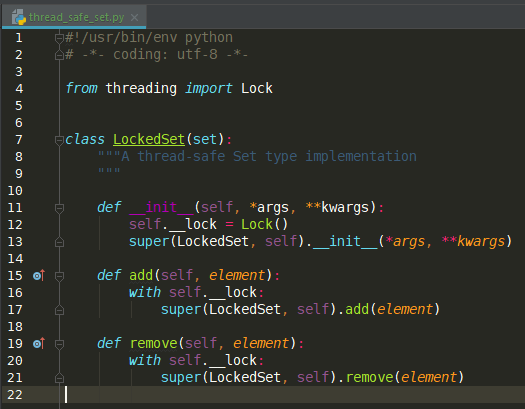 thread_safe_set.py ×
1 #!/usr/bin/env python
2 # -*- coding: utf-8 -*-
3
4 from threading import Lock
5
6
7 class LockedSet(set):
8     """A thread-safe Set type implementation
9     """
10
11     def __init__(self, *args, **kwargs):
12         self.__lock = Lock()
13         super(LockedSet, self).__init__(*args, **kwargs)
14
15     def add(self, element):
16         with self.__lock:
17             super(LockedSet, self).add(element)
18
19     def remove(self, element):
20         with self.__lock:
21             super(LockedSet, self).remove(element)
22